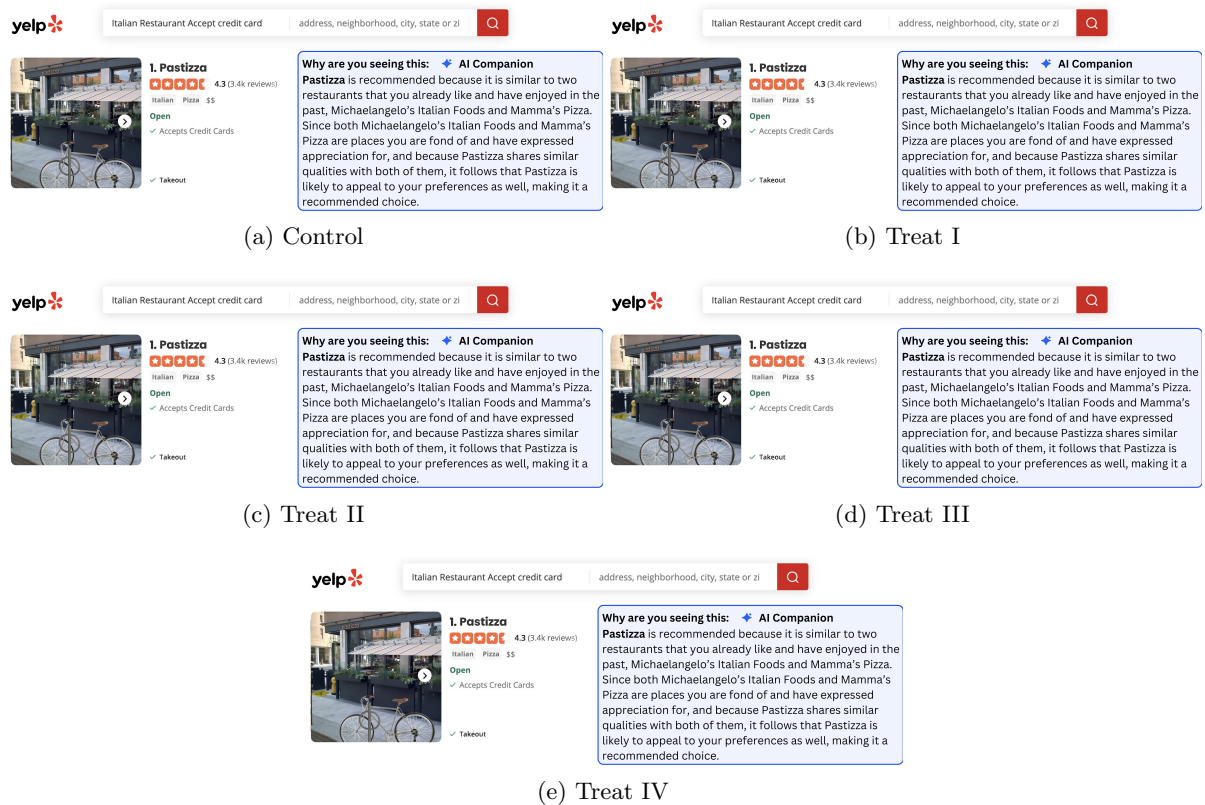 yelp
Italian Restaurant Accept credit card address, neighborhood, city, state or zi
1. Pastizza
4.3 (3.4k reviews)
Italian Pizza $$
Open
Accepts Credit Cards
Takeout
Why are you seeing this: AI Companion
Pastizza is recommended because it is similar to two
restaurants that you already like and have enjoyed in the
past, Michaelangelo's Italian Foods and Mamma's Pizza.
Since both Michaelangelo's Italian Foods and Mamma's
Pizza are places you are fond of and have expressed
appreciation for, and because Pastizza shares similar
qualities with both of them, it follows that Pastizza is
likely to appeal to your preferences as well, making it a
recommended choice.
(a) Control
yelp
Italian Restaurant Accept credit card address, neighborhood, city, state or zi
1. Pastizza
4.3 (3.4k reviews)
Italian Pizza $$
Open
Accepts Credit Cards
Takeout
Why are you seeing this: AI Companion
Pastizza is recommended because it is similar to two
restaurants that you already like and have enjoyed in the
past, Michaelangelo's Italian Foods and Mamma's Pizza.
Since both Michaelangelo's Italian Foods and Mamma's
Pizza are places you are fond of and have expressed
appreciation for, and because Pastizza shares similar
qualities with both of them, it follows that Pastizza is
likely to appeal to your preferences as well, making it a
recommended choice.
(b) Treat I
yelp
Italian Restaurant Accept credit card address, neighborhood, city, state or zi
1. Pastizza
4.3 (3.4k reviews)
Italian Pizza $$
Open
Accepts Credit Cards
Takeout
Why are you seeing this: AI Companion
Pastizza is recommended because it is similar to two
restaurants that you already like and have enjoyed in the
past, Michaelangelo's Italian Foods and Mamma's Pizza.
Since both Michaelangelo's Italian Foods and Mamma's
Pizza are places you are fond of and have expressed
appreciation for, and because Pastizza shares similar
qualities with both of them, it follows that Pastizza is
likely to appeal to your preferences as well, making it a
recommended choice.
(c) Treat II
yelp
Italian Restaurant Accept credit card address, neighborhood, city, state or zi
1. Pastizza
4.3 (3.4k reviews)
Italian Pizza $$
Open
Accepts Credit Cards
Takeout
Why are you seeing this: AI Companion
Pastizza is recommended because it is similar to two
restaurants that you already like and have enjoyed in the
past, Michaelangelo's Italian Foods and Mamma's Pizza.
Since both Michaelangelo's Italian Foods and Mamma's
Pizza are places you are fond of and have expressed
appreciation for, and because Pastizza shares similar
qualities with both of them, it follows that Pastizza is
likely to appeal to your preferences as well, making it a
recommended choice.
(d) Treat III
yelp
Italian Restaurant Accept credit card address, neighborhood, city, state or zi
1. Pastizza
4.3 (3.4k reviews)
Italian Pizza $$
Open
Accepts Credit Cards
Takeout
Why are you seeing this: AI Companion
Pastizza is recommended because it is similar to two
restaurants that you already like and have enjoyed in the
past, Michaelangelo's Italian Foods and Mamma's Pizza.
Since both Michaelangelo's Italian Foods and Mamma's
Pizza are places you are fond of and have expressed
appreciation for, and because Pastizza shares similar
qualities with both of them, it follows that Pastizza is
likely to appeal to your preferences as well, making it a
recommended choice.
(e) Treat IV